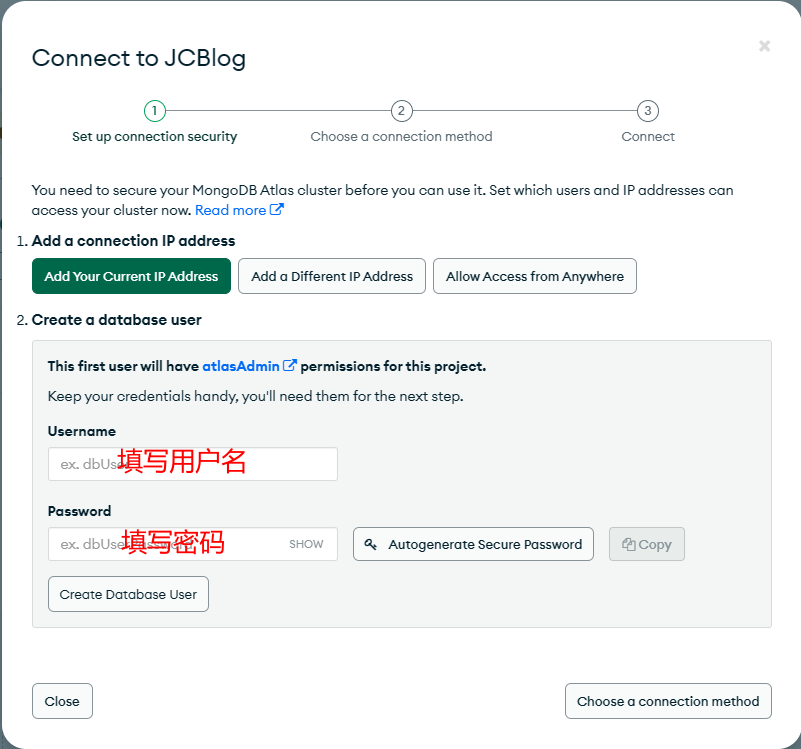 Connect to JCBlog
×
1
2
3
Set up connection security
Choose a connection method
Connect
You need to secure your MongoDB Atlas cluster before you can use it. Set which users and IP addresses can
access your cluster now. Read more
1. Add a connection IP address
Add Your Current IP Address
Add a Different IP Address
Allow Access from Anywhere
2. Create a database user
This first user will have atlasAdmin permissions for this project.
Keep your credentials handy, you'll need them for the next step.
Username
ex. dbUse
填写用户名
Password
ex. dbUse
填写密码
SHOW
Autogenerate Secure Password
Copy
Create Database User
Close
Choose a connection method